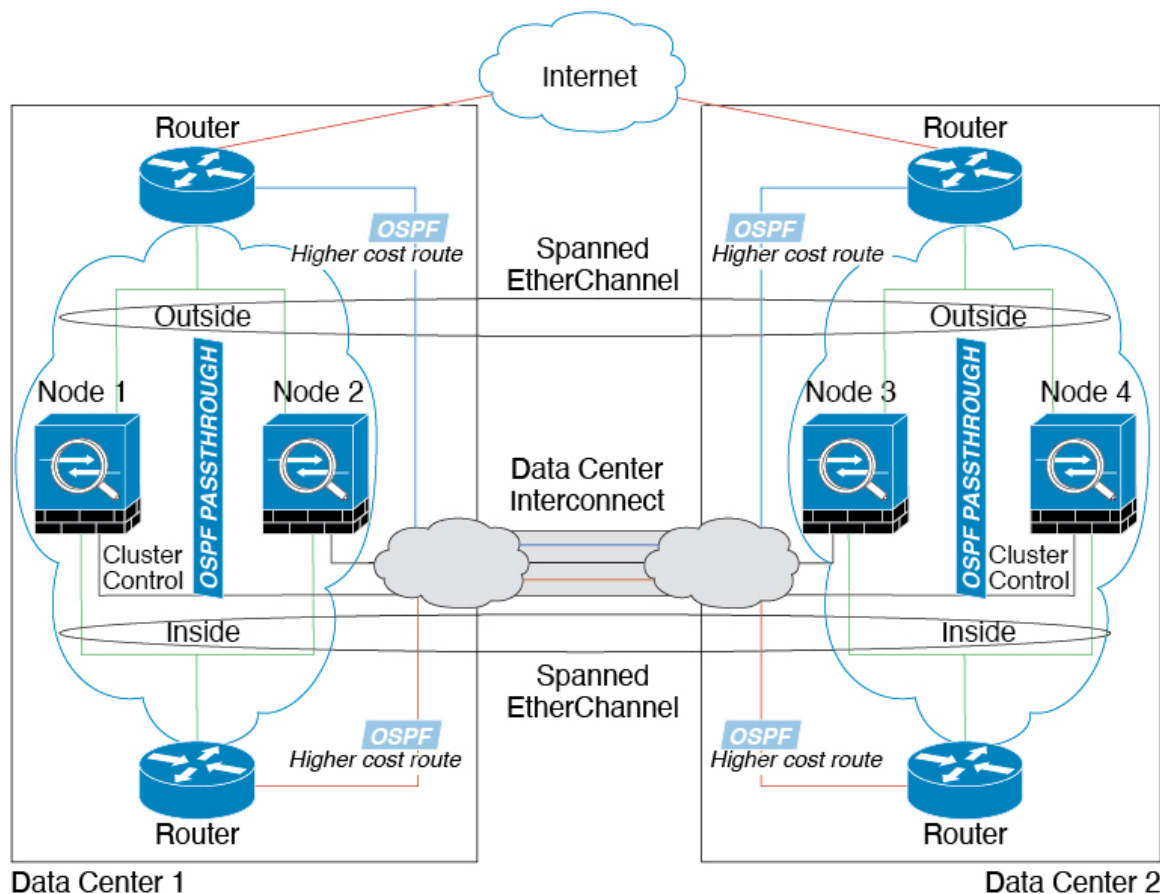 Internet
Router
Router
OSPF
Higher cost route
Spanned
EtherChannel
OSPF
Higher cost route
Outside
Outside
Node 1
OSPF PASSTHROUGH
Node 2
Node 3
OSPF PASSTHROUGH
Node 4
Data Center
Interconnect
Cluster
Control
Cluster
Control
Inside
Inside
Spanned
EtherChannel
OSPF
Higher cost route
OSPF
Higher cost route
Router
Router
Data Center 1
Data Center 2